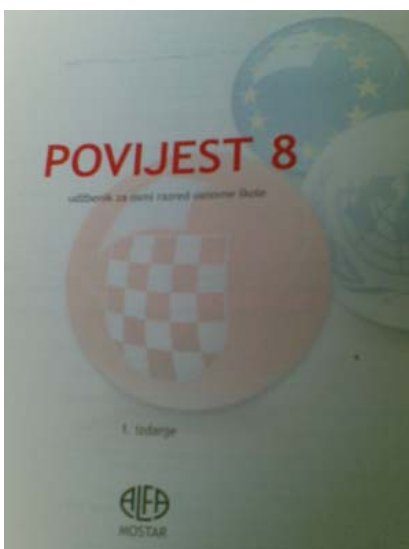 POVIJEST 8
udžbenik za osmi razred osnovne škole
1. izdanje
ALFA
MOSTAR